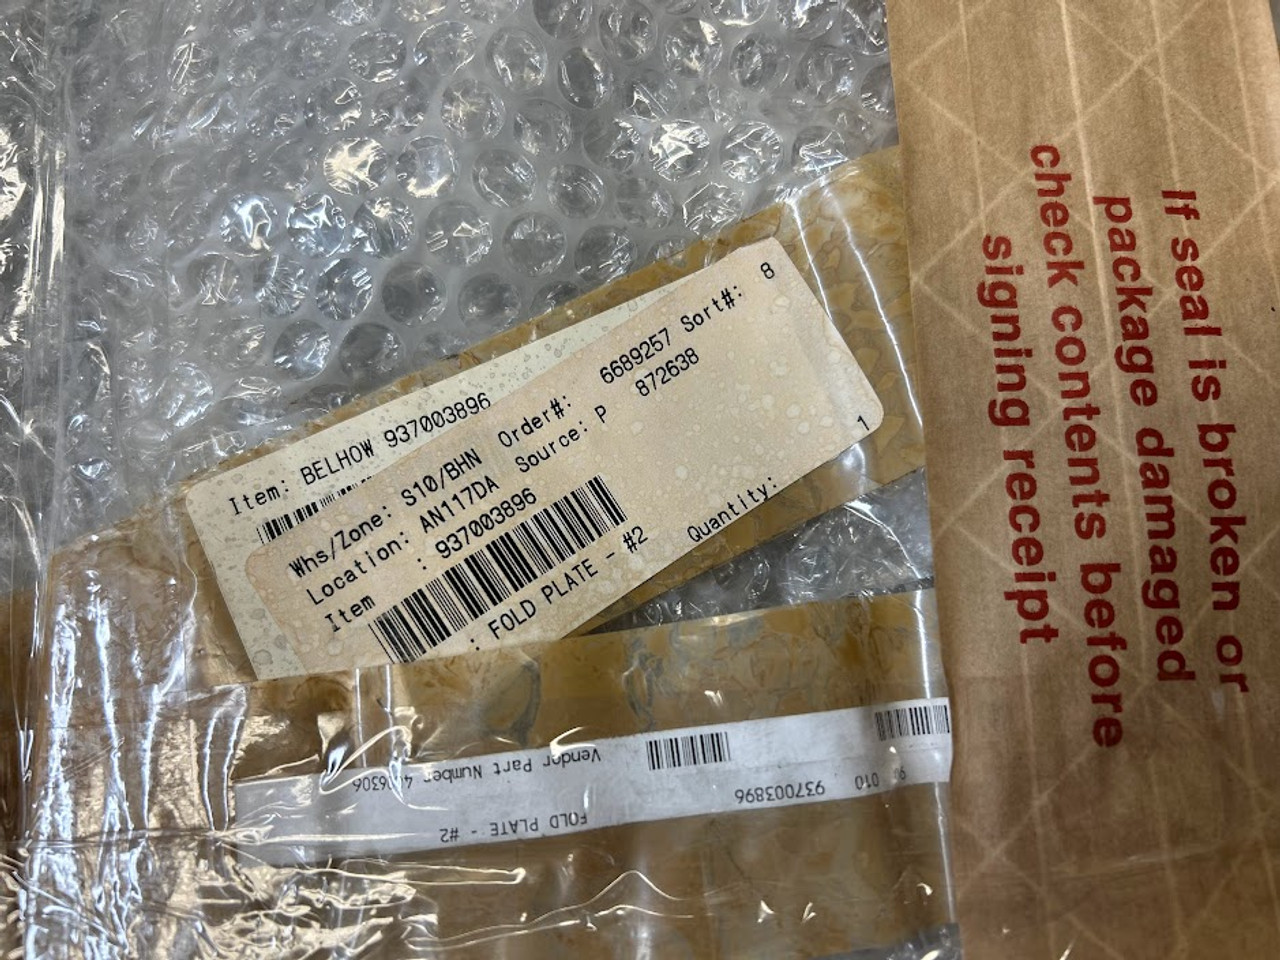 Item: BELHOW 937003896
Whs/Zone: S10/BHN Order#: 6689257 Sort#: 8
Location: AN117DA Source: P 872638
Item : 937003896
: FOLD PLATE - #2 Quantity: 1
010
937003896
Vendor Part Number
FOLD PLATE - #2
If seal is broken or
package damaged
check contents before
signing receipt